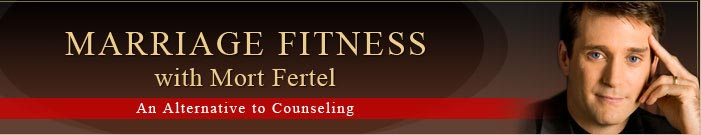 MARRIAGE FITNESS
with Mort Fertel
An Alternative to Counseling